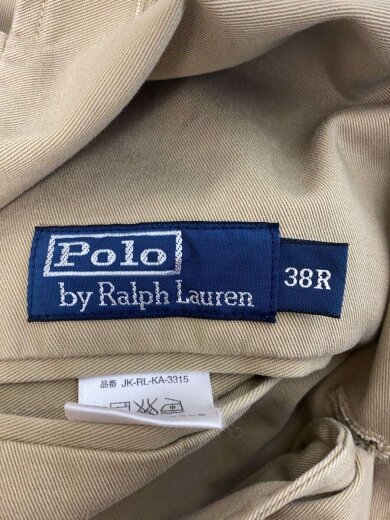 Polo
by Ralph Lauren
38R
品番 JK-RL-KA-3315